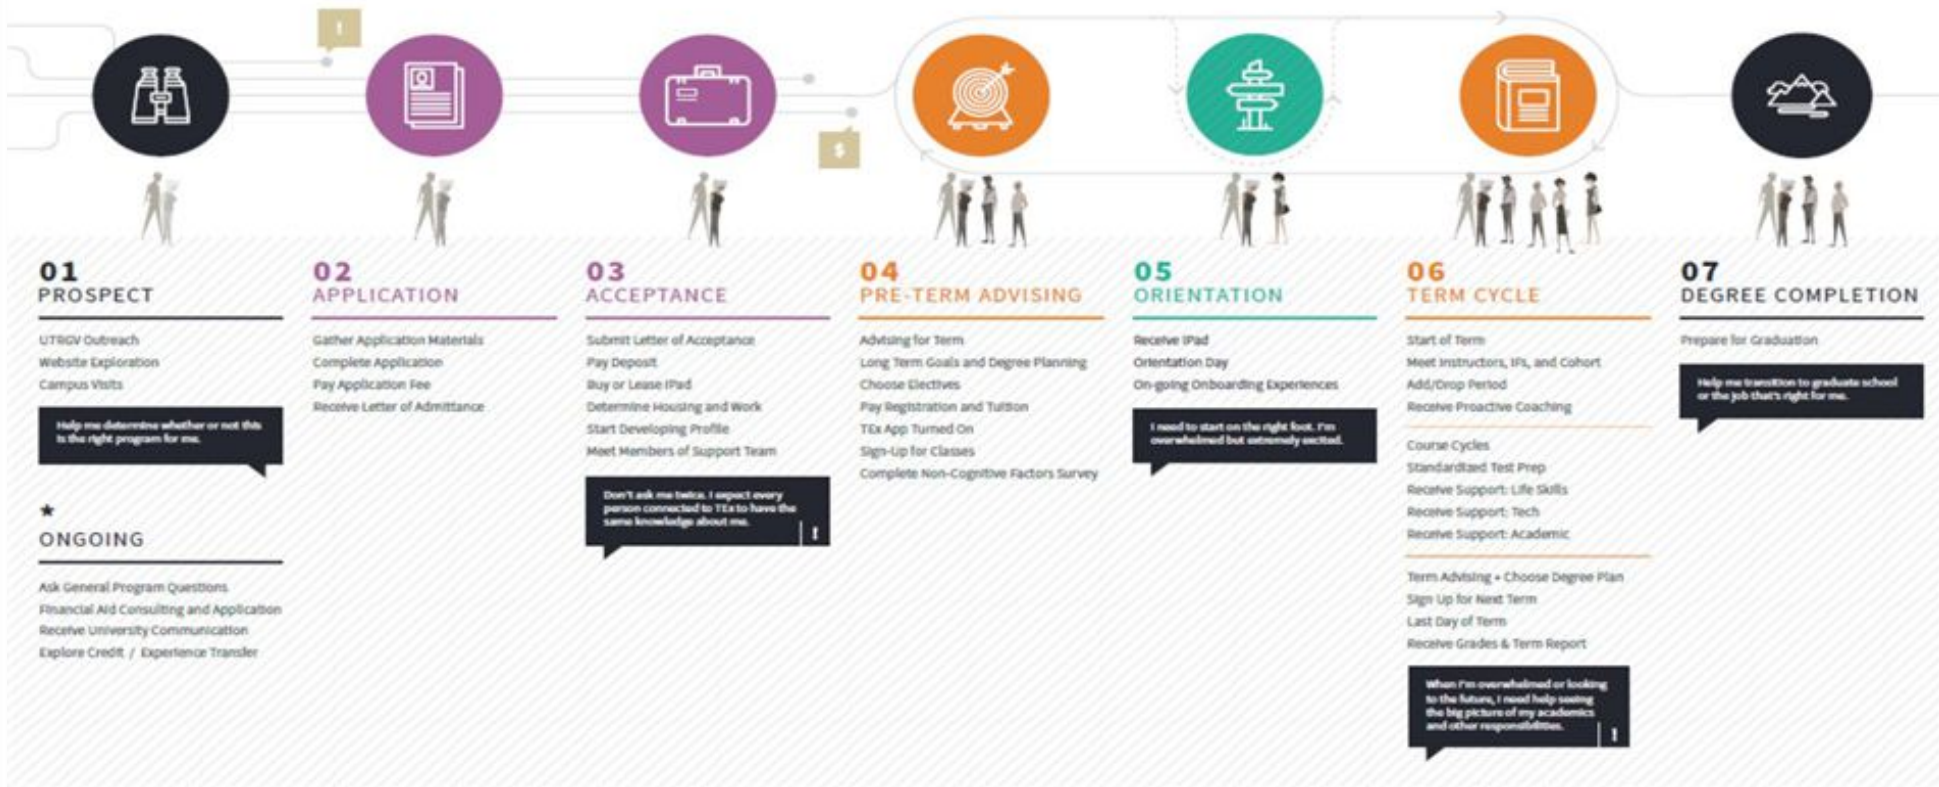 !
$
01
PROSPECT
UTRGV Outreach
Website Exploration
Campus Visits
Help me determine whether or not this
is the right program for me.
★
ONGOING
Ask General Program Questions
Financial Aid Consulting and Application
Receive University Communication
Explore Credit / Experience Transfer
02
APPLICATION
Gather Application Materials
Complete Application
Pay Application Fee
Receive Letter of Admittance
03
ACCEPTANCE
Submit Letter of Acceptance
Pay Deposit
Buy or Lease iPad
Determine Housing and Work
Start Developing Profile
Meet Members of Support Team
Don't ask me twice. I expect every
person connected to TEx to have the
same knowledge about me.
!
04
PRE-TERM ADVISING
Advising for Term
Long Term Goals and Degree Planning
Choose Electives
Pay Registration and Tuition
TEx App Turned On
Sign-Up for Classes
Complete Non-Cognitive Factors Survey
05
ORIENTATION
Receive iPad
Orientation Day
On-going Onboarding Experiences
I need to start on the right foot. I'm
overwhelmed but extremely excited.
06
TERM CYCLE
Start of Term
Meet Instructors, IFs, and Cohort
Add/Drop Period
Receive Proactive Coaching
Course Cycles
Standardized Test Prep
Receive Support: Life Skills
Receive Support: Tech
Receive Support: Academic
Term Advising + Choose Degree Plan
Sign Up for Next Term
Last Day of Term
Receive Grades & Term Report
When I'm overwhelmed or looking
to the future, I need help seeing
the big picture of my academics
and other responsibilities.
!
07
DEGREE COMPLETION
Prepare for Graduation
Help me transition to graduate school
or the job that's right for me.